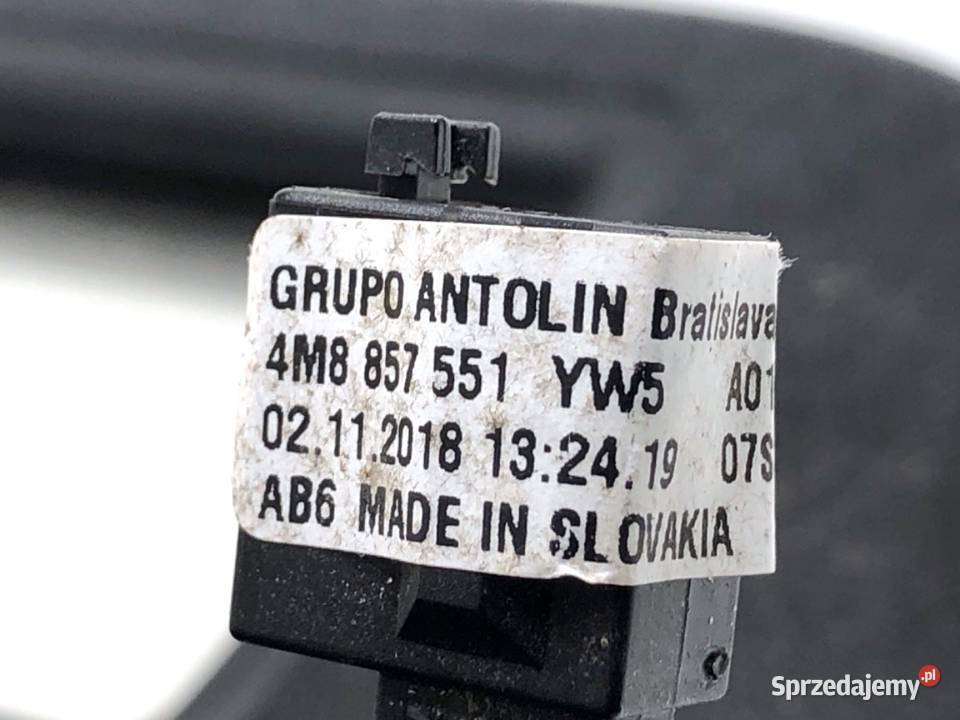 GRUPO ANTOLIN Bratislava
4M8 857 551 YW5 A01
02.11.2018 13:24.19 07S
AB6 MADE IN SLOVAKIA
Sprzedajemy.pl